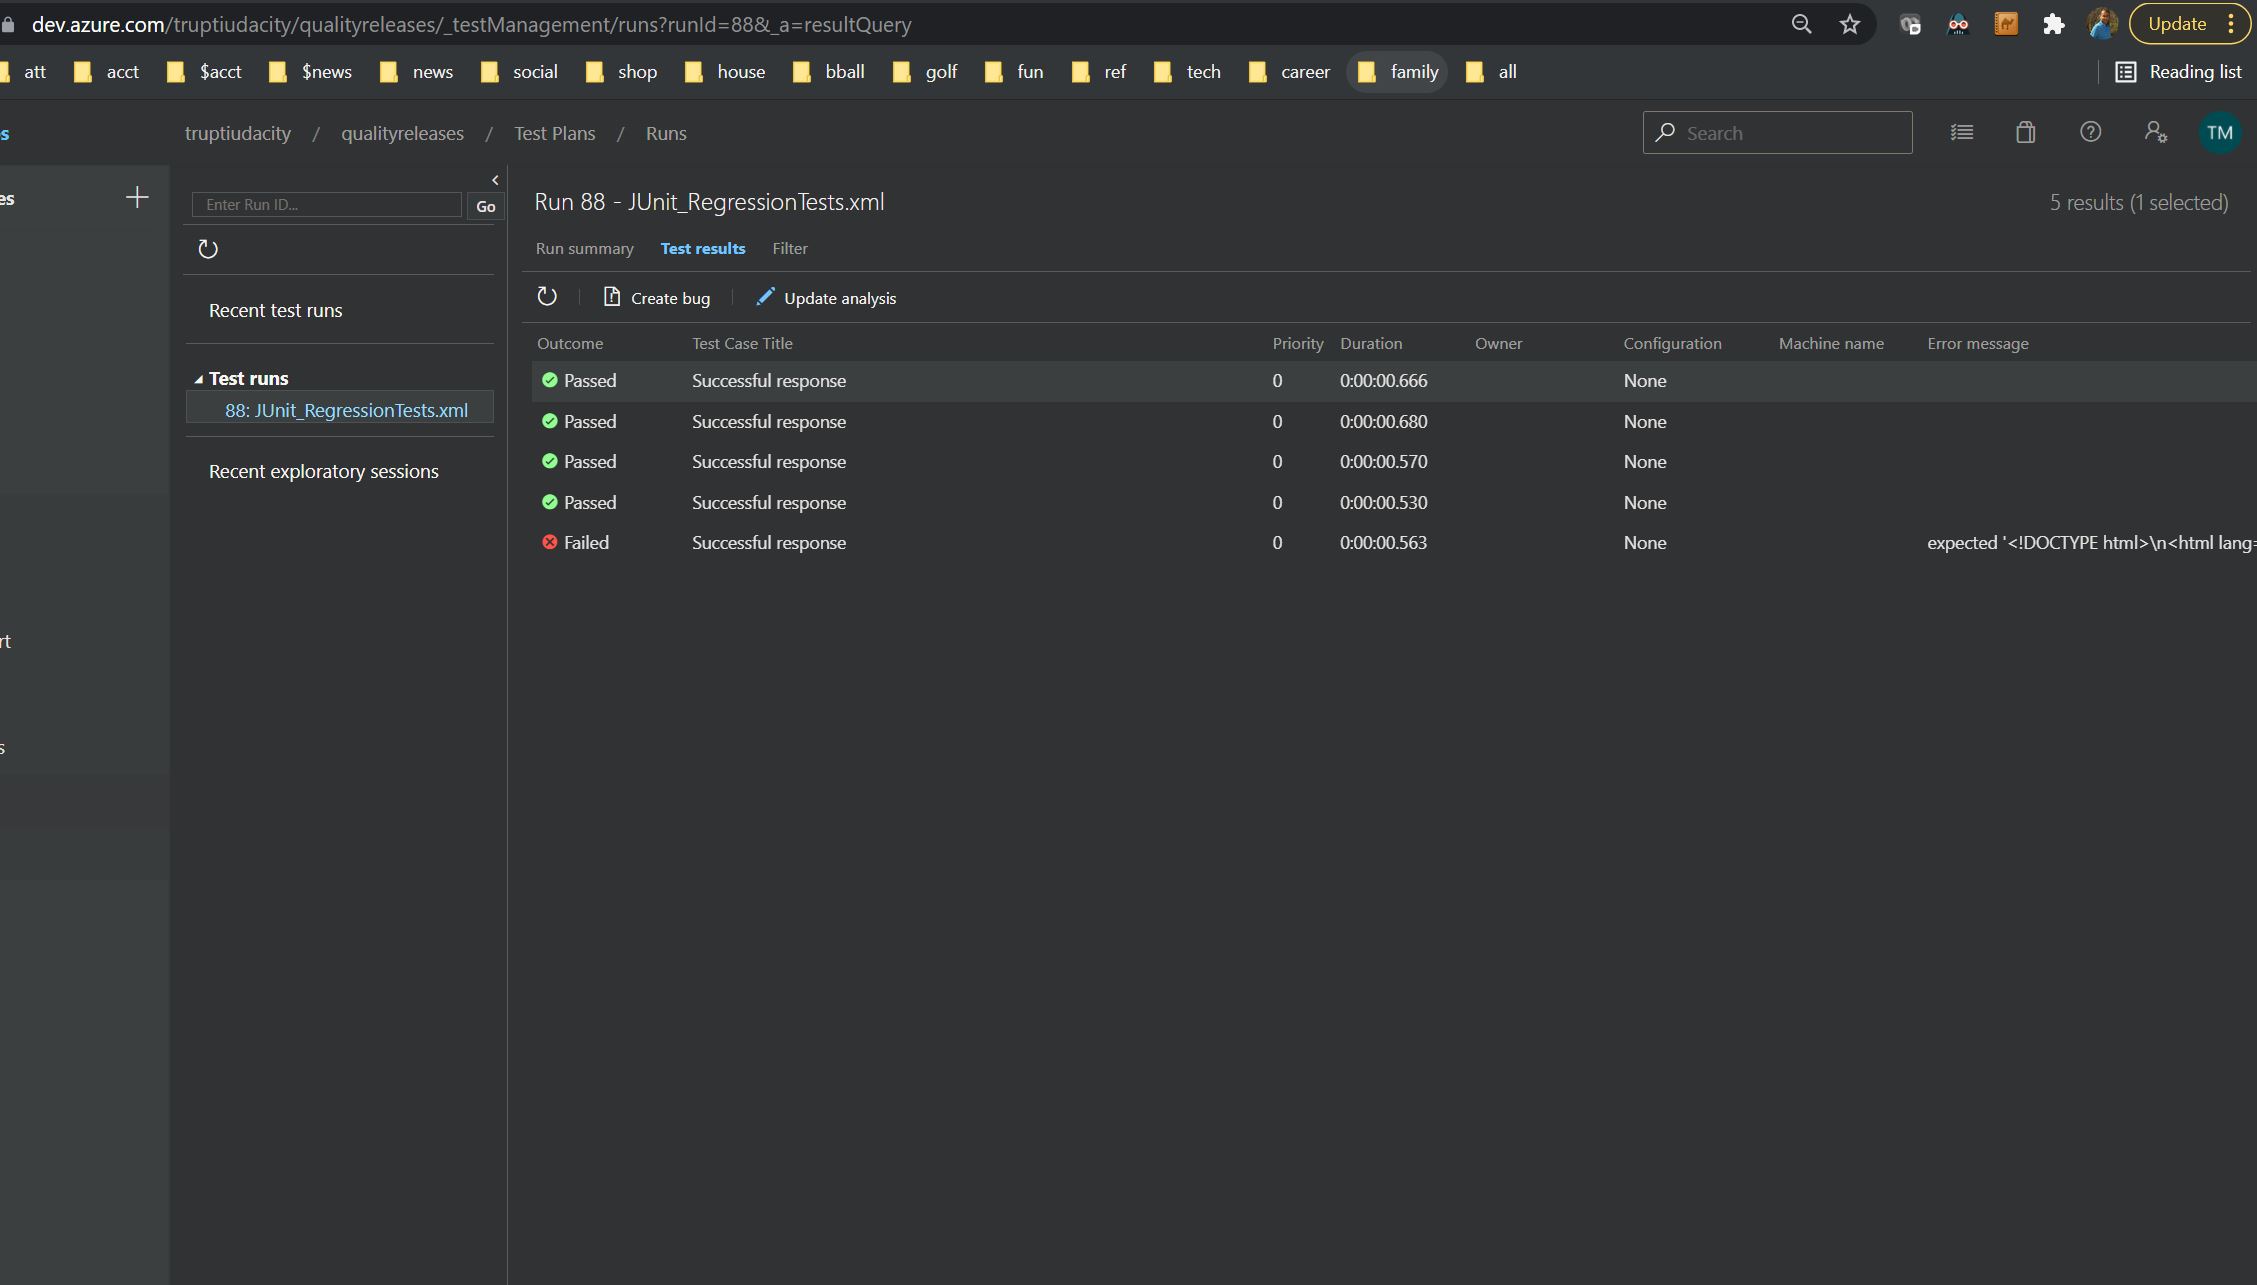 dev.azure.com/truptiudacity/qualityreleases/_testManagement/runs?runId=88&_a=resultQuery
Update
att acct $acct $news news social shop house bball golf fun ref tech career family all Reading list
s truptiudacity / qualityreleases / Test Plans / Runs Search TM
es
Enter Run ID... Go
Recent test runs
Test runs
88: JUnit_RegressionTests.xml
Recent exploratory sessions
rt
s
Run 88 - JUnit_RegressionTests.xml 5 results (1 selected)
Run summary Test results Filter
Create bug Update analysis
Outcome Test Case Title Priority Duration Owner Configuration Machine name Error message
Passed Successful response 0 0:00:00.666 None
Passed Successful response 0 0:00:00.680 None
Passed Successful response 0 0:00:00.570 None
Passed Successful response 0 0:00:00.530 None
Failed Successful response 0 0:00:00.563 None expected '<!DOCTYPE html>\n<html lang=